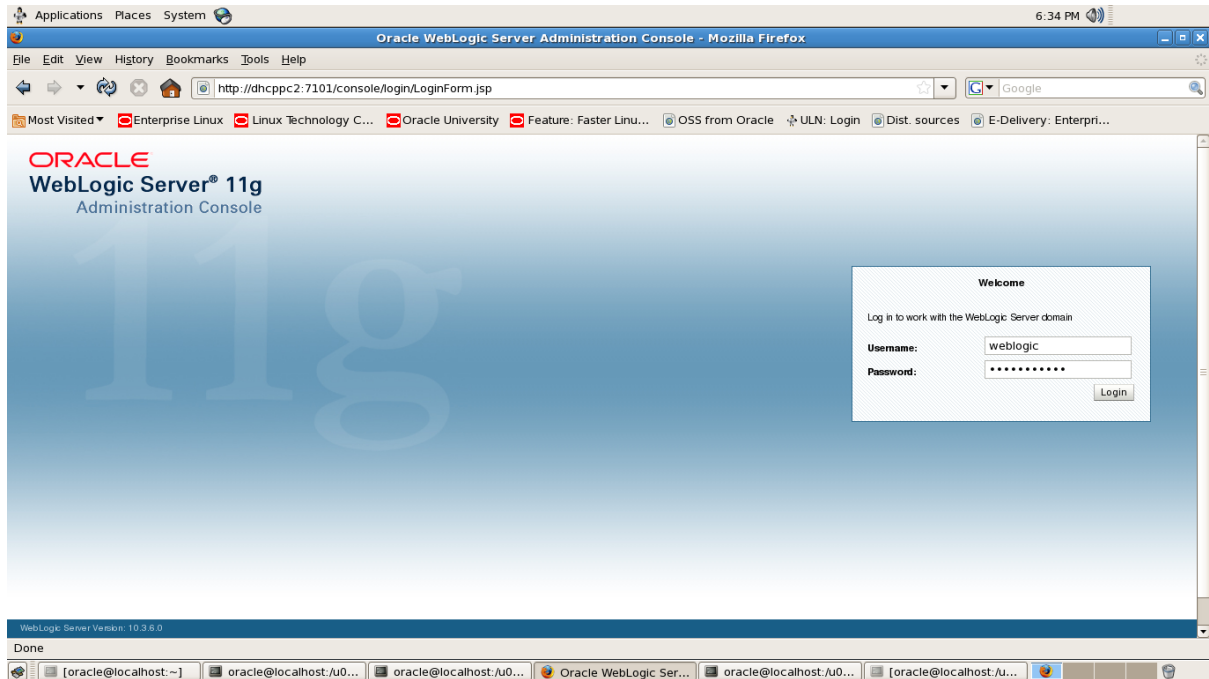 Applications Places System 6:34 PM
Oracle WebLogic Server Administration Console - Mozilla Firefox
File Edit View History Bookmarks Tools Help
http://dhcppc2:7101/console/login/LoginForm.jsp G Google
Most Visited Enterprise Linux Linux Technology C... Oracle University Feature: Faster Linu... OSS from Oracle ULN: Login Dist. sources E-Delivery: Enterpri...
ORACLE
WebLogic Server® 11g
Administration Console
11g
Welcome
Log in to work with the WebLogic Server domain
Username: weblogic
Password: •••••••••••
Login
WebLogic Server Version: 10.3.6.0
Done
[oracle@localhost:~] oracle@localhost:/u0... oracle@localhost:/u0... Oracle WebLogic Ser... oracle@localhost:/u0... [oracle@localhost:/u...